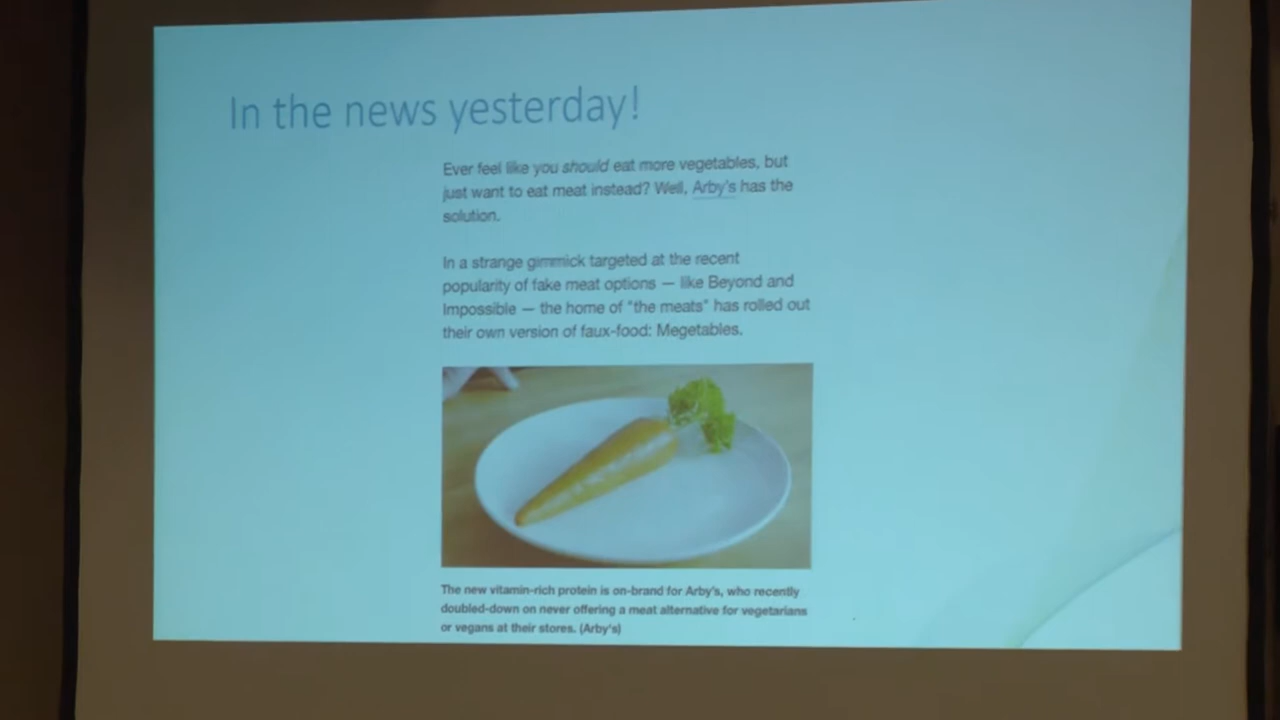 In the news yesterday!
Ever feel like you should eat more vegetables, but
just want to eat meat instead? Well, Arby's has the
solution.
In a strange gimmick targeted at the recent
popularity of fake meat options — like Beyond and
Impossible — the home of "the meats" has rolled out
their own version of faux-food: Megetables.
The new vitamin-rich protein is on-brand for Arby's, who recently
doubled-down on never offering a meat alternative for vegetarians
or vegans at their stores. (Arby's)